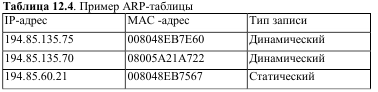 Таблица 12.4. Пример ARP-таблицы
IP-адрес MAC -адрес Тип записи
194.85.135.75 008048EB7E60 Динамический
194.85.135.70 08005A21A722 Динамический
194.85.60.21 008048EB7567 Статический